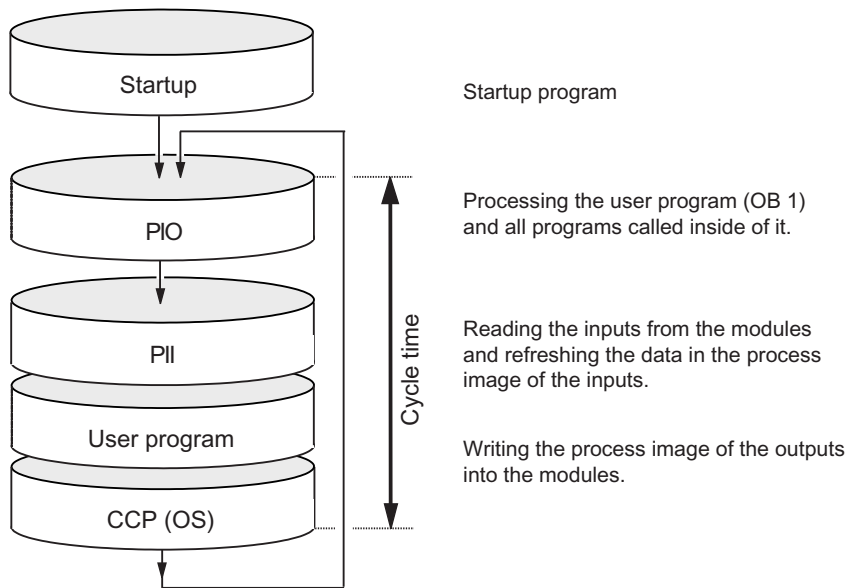 Startup
Startup program
PIO
Processing the user program (OB 1)
and all programs called inside of it.
PII
Reading the inputs from the modules
and refreshing the data in the process
image of the inputs.
Cycle time
User program
Writing the process image of the outputs
into the modules.
CCP (OS)